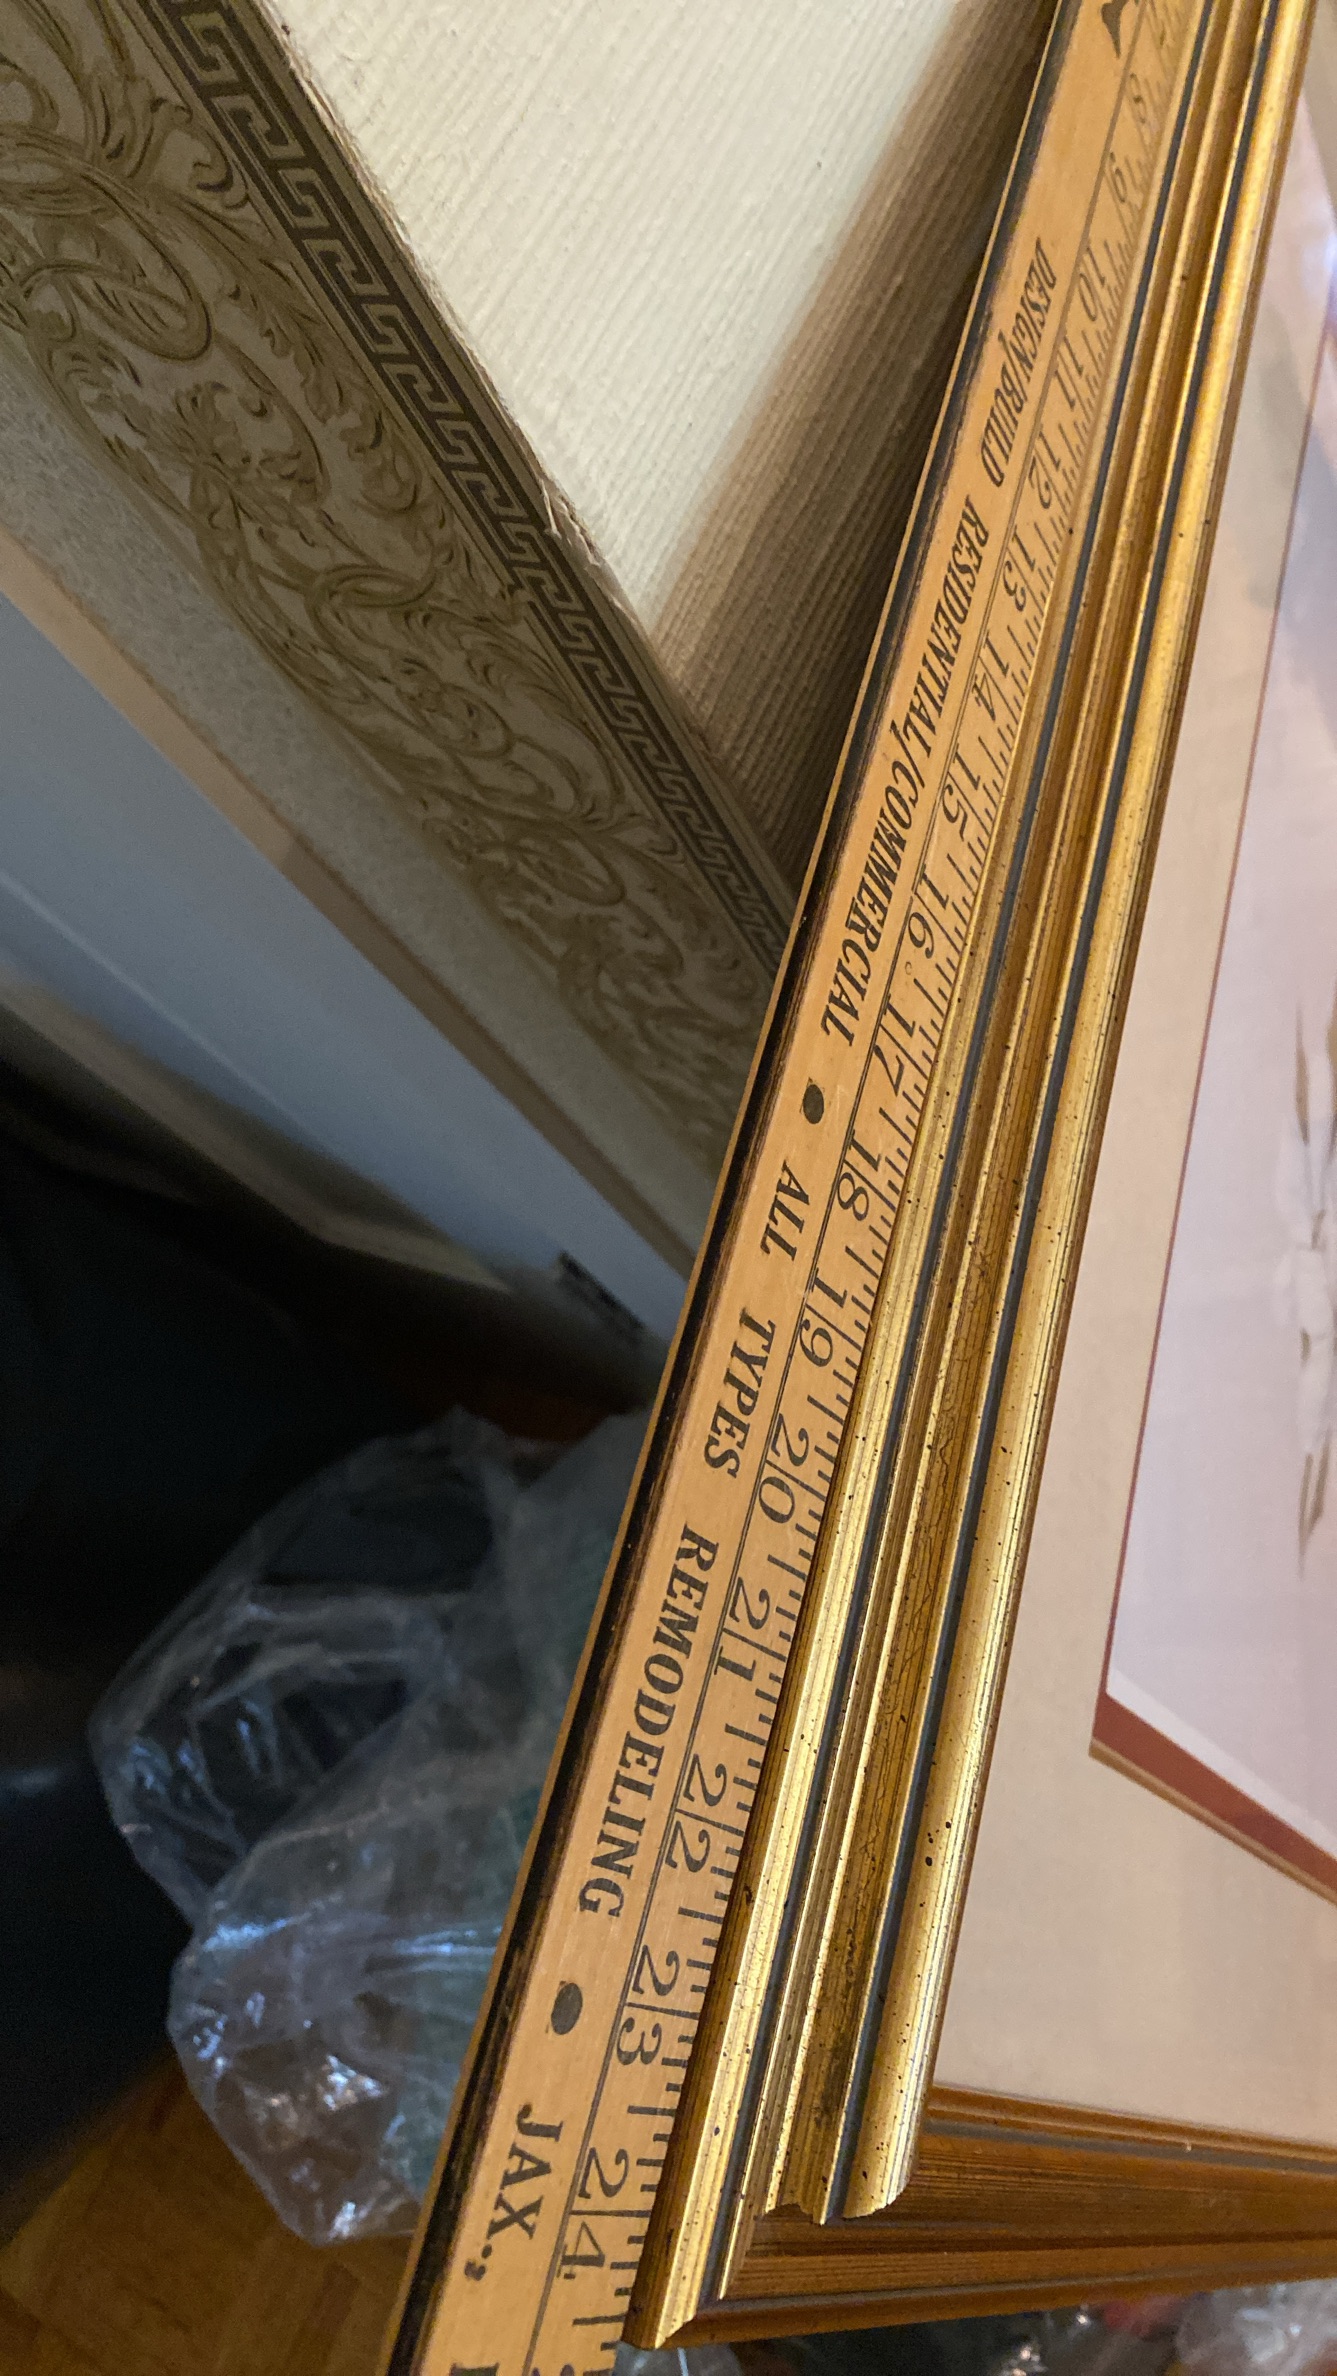 DESIGN/BUILD RESIDENTIAL/COMMERCIAL • ALL TYPES REMODELING • JAX.,
8 9 10 11 12 13 14 15 16 17 18 19 20 21 22 23 24